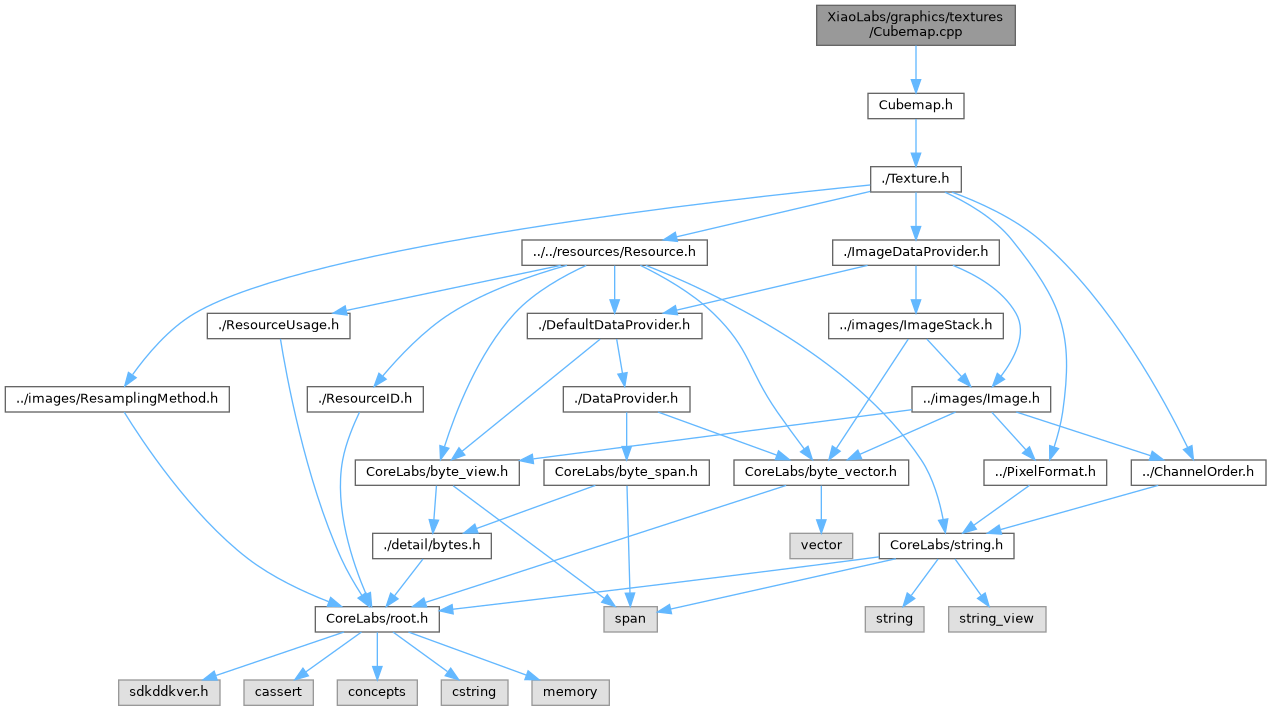 XiaoLabs/graphics/textures
/Cubemap.cpp
Cubemap.h
./Texture.h
../../resources/Resource.h
./ImageDataProvider.h
./ResourceUsage.h
./DefaultDataProvider.h
../images/ImageStack.h
../images/ResamplingMethod.h
./ResourceID.h
./DataProvider.h
../images/Image.h
CoreLabs/byte_view.h
CoreLabs/byte_span.h
CoreLabs/byte_vector.h
../PixelFormat.h
../ChannelOrder.h
./detail/bytes.h
vector
CoreLabs/string.h
CoreLabs/root.h
span
string
string_view
sdkddkver.h
cassert
concepts
cstring
memory